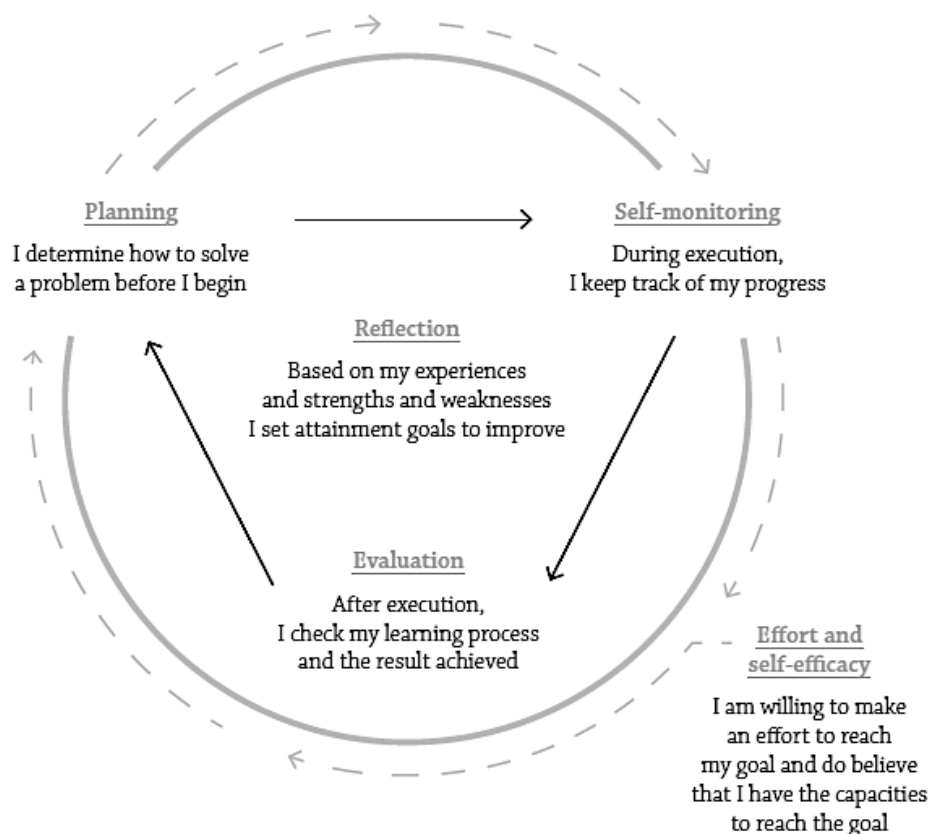 Planning
I determine how to solve
a problem before I begin
Self-monitoring
During execution,
I keep track of my progress
Reflection
Based on my experiences
and strengths and weaknesses
I set attainment goals to improve
Evaluation
After execution,
I check my learning process
and the result achieved
Effort and
self-efficacy
I am willing to make
an effort to reach
my goal and do believe
that I have the capacities
to reach the goal